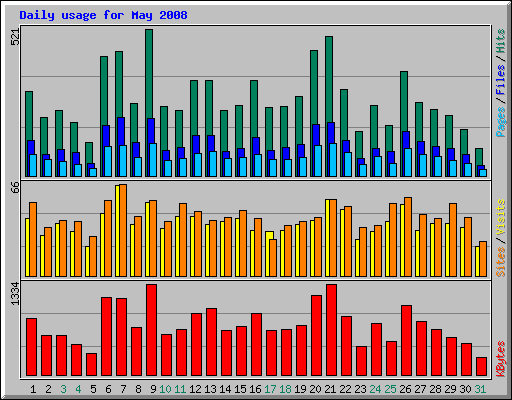 Daily usage for May 2008
521
Pages / Files / Hits
66
Sites / Visits
1334
KBytes
1 2 3 4 5 6 7 8 9 10 11 12 13 14 15 16 17 18 19 20 21 22 23 24 25 26 27 28 29 30 31